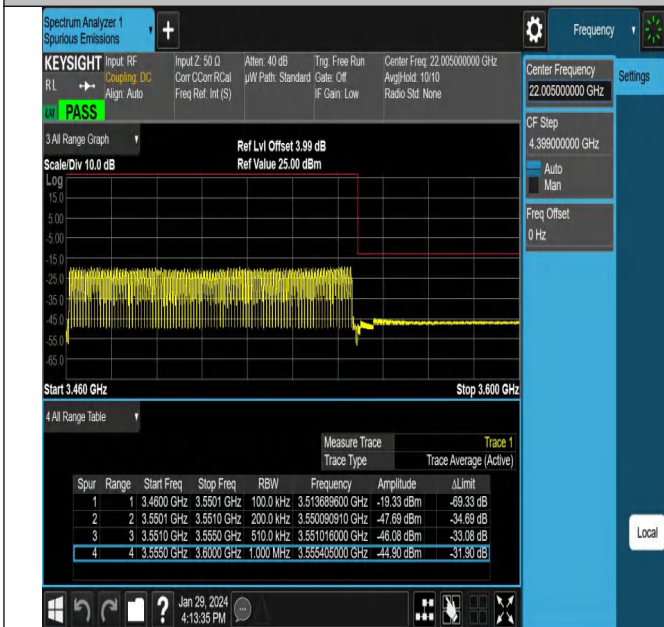 Spectrum Analyzer 1
Spurious Emissions
+
Frequency
KEYSIGHT Input: RF Input Z: 50 Ω Atten: 40 dB Trig: Free Run Center Freq: 22.005000000 GHz
RL Coupling: DC Corr CCorr RCal µW Path: Standard Gate: Off Avg|Hold: 10/10
Align: Auto Freq Ref: Int (S) IF Gain: Low Radio Std: None
PASS
Center Frequency
22.005000000 GHz
Settings
CF Step
4.399000000 GHz
Auto
Man
Freq Offset
0 Hz
3 All Range Graph
Ref Lvl Offset 3.99 dB
Scale/Div 10.0 dB Ref Value 25.00 dBm
Log
15.0
5.00
-5.00
-15.0
-25.0
-35.0
-45.0
-55.0
-65.0
Start 3.460 GHz Stop 3.600 GHz
4 All Range Table
Measure Trace Trace 1
Trace Type Trace Average (Active)
Spur Range Start Freq Stop Freq RBW Frequency Amplitude ΔLimit
1 1 3.4600 GHz 3.5501 GHz 100.0 kHz 3.513689600 GHz -19.33 dBm -69.33 dB
2 2 3.5501 GHz 3.5510 GHz 200.0 kHz 3.550090910 GHz -47.69 dBm -34.69 dB
3 3 3.5510 GHz 3.5550 GHz 510.0 kHz 3.551016000 GHz -46.08 dBm -33.08 dB
4 4 3.5550 GHz 3.6000 GHz 1.000 MHz 3.555405000 GHz -44.90 dBm -31.90 dB
Local
?
Jan 29, 2024
4:13:35 PM